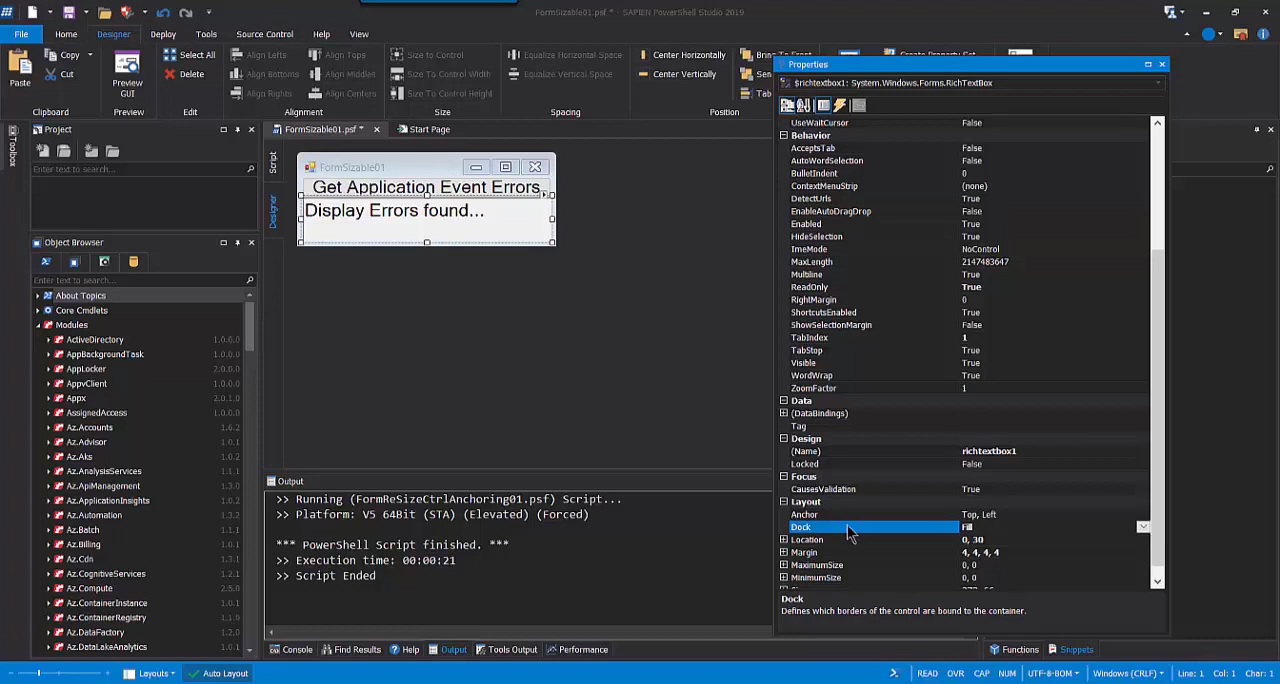 FormSizable01.psf * - SAPIEN PowerShell Studio 2019
File Home Designer Deploy Tools Source Control Help View
Paste
Copy
Cut
Clipboard
Preview GUI
Preview
Select All
Delete
Edit
Align Lefts
Align Bottoms
Align Rights
Align Tops
Align Middles
Align Centers
Alignment
Size to Control
Size To Control Width
Size To Control Height
Size
Equalize Horizontal Space
Equalize Vertical Space
Spacing
Center Horizontally
Center Vertically
Bring To Front
Position
Project
Enter text to search...
Toolbox
FormSizable01.psf *
Start Page
Script
Designer
FormSizable01
Get Application Event Errors
Display Errors found...
Object Browser
Enter text to search...
About Topics
Core Cmdlets
Modules
ActiveDirectory 1.0.0.0
AppBackgroundTask 1.0.0.0
AppLocker 2.0.0.0
AppvClient 1.0.0.0
Appx 2.0.1.0
AssignedAccess 1.0.0.0
Az.Accounts 1.6.2
Az.Advisor 1.0.1
Az.Aks 1.0.1
Az.AnalysisServices 1.1.1
Az.ApiManagement 1.3.0
Az.ApplicationInsights 1.0.1
Az.Automation 1.3.0
Az.Batch 1.1.0
Az.Billing 1.0.1
Az.Cdn 1.3.0
Az.CognitiveServices 1.2.1
Az.Compute 2.4.0
Az.ContainerInstance 1.0.1
Az.ContainerRegistry 1.1.0
Az.DataFactory 1.1.3
Az.DataLakeAnalytics 1.0.1
Output
>> Running (FormReSizeCtrlAnchoring01.psf) Script...
>> Platform: V5 64Bit (STA) (Elevated) (Forced)
*** PowerShell Script finished. ***
>> Execution time: 00:00:21
>> Script Ended
Console Find Results Help Output Tools Output Performance
Properties
$richtextbox1: System.Windows.Forms.RichTextBox
UseWaitCursor False
Behavior
AcceptsTab False
AutoWordSelection False
BulletIndent 0
ContextMenuStrip (none)
DetectUrls True
EnableAutoDragDrop False
Enabled True
HideSelection True
ImeMode NoControl
MaxLength 2147483647
Multiline True
ReadOnly True
RightMargin 0
ShortcutsEnabled True
ShowSelectionMargin False
TabIndex 1
TabStop True
Visible True
WordWrap True
ZoomFactor 1
Data
(DataBindings)
Tag
Design
(Name) richtextbox1
Locked False
Focus
CausesValidation True
Layout
Anchor Top, Left
Dock Fill
Location 0, 30
Margin 4, 4, 4, 4
MaximumSize 0, 0
MinimumSize 0, 0
Dock
Defines which borders of the control are bound to the container.
Functions Snippets
Layouts Auto Layout READ OVR CAP NUM UTF-8-BOM Windows (CRLF) Line: 1 Col: 1 Char: 1